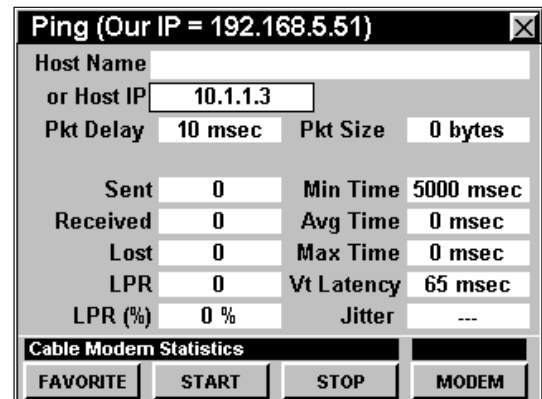 Ping (Our IP = 192.168.5.51)
Host Name
or Host IP 10.1.1.3
Pkt Delay 10 msec Pkt Size 0 bytes
Sent 0 Min Time 5000 msec
Received 0 Avg Time 0 msec
Lost 0 Max Time 0 msec
LPR 0 Vt Latency 65 msec
LPR (%) 0 % Jitter ---
Cable Modem Statistics
FAVORITE START STOP MODEM